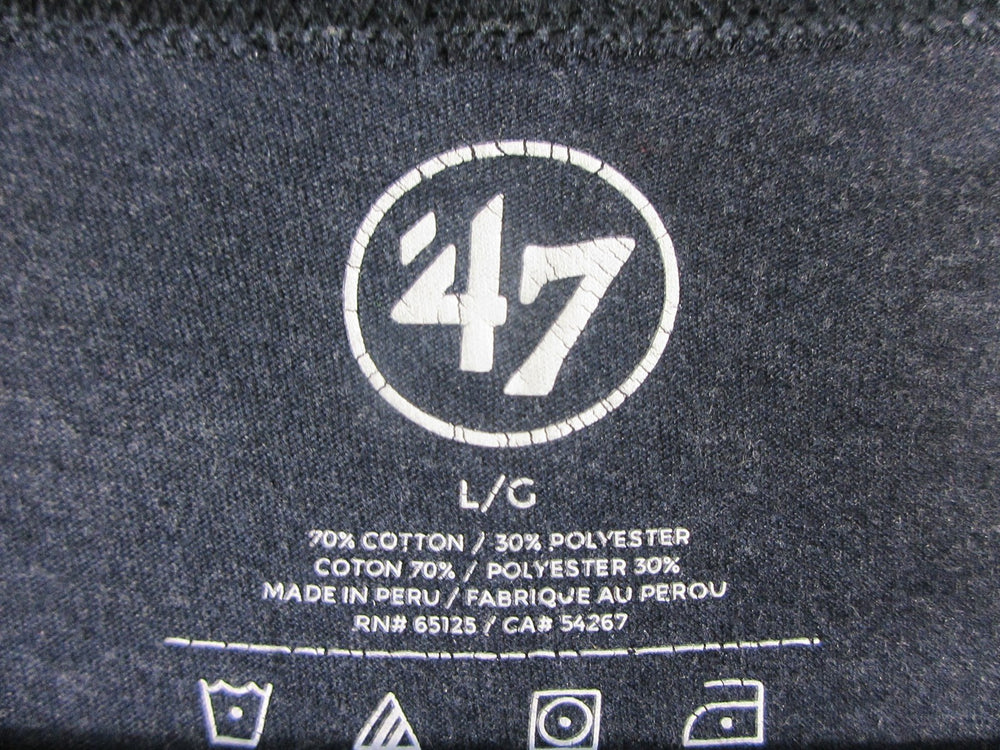 '47
L/G
70% COTTON / 30% POLYESTER
COTON 70% / POLYESTER 30%
MADE IN PERU / FABRIQUE AU PEROU
RN# 65125 / CA# 54267